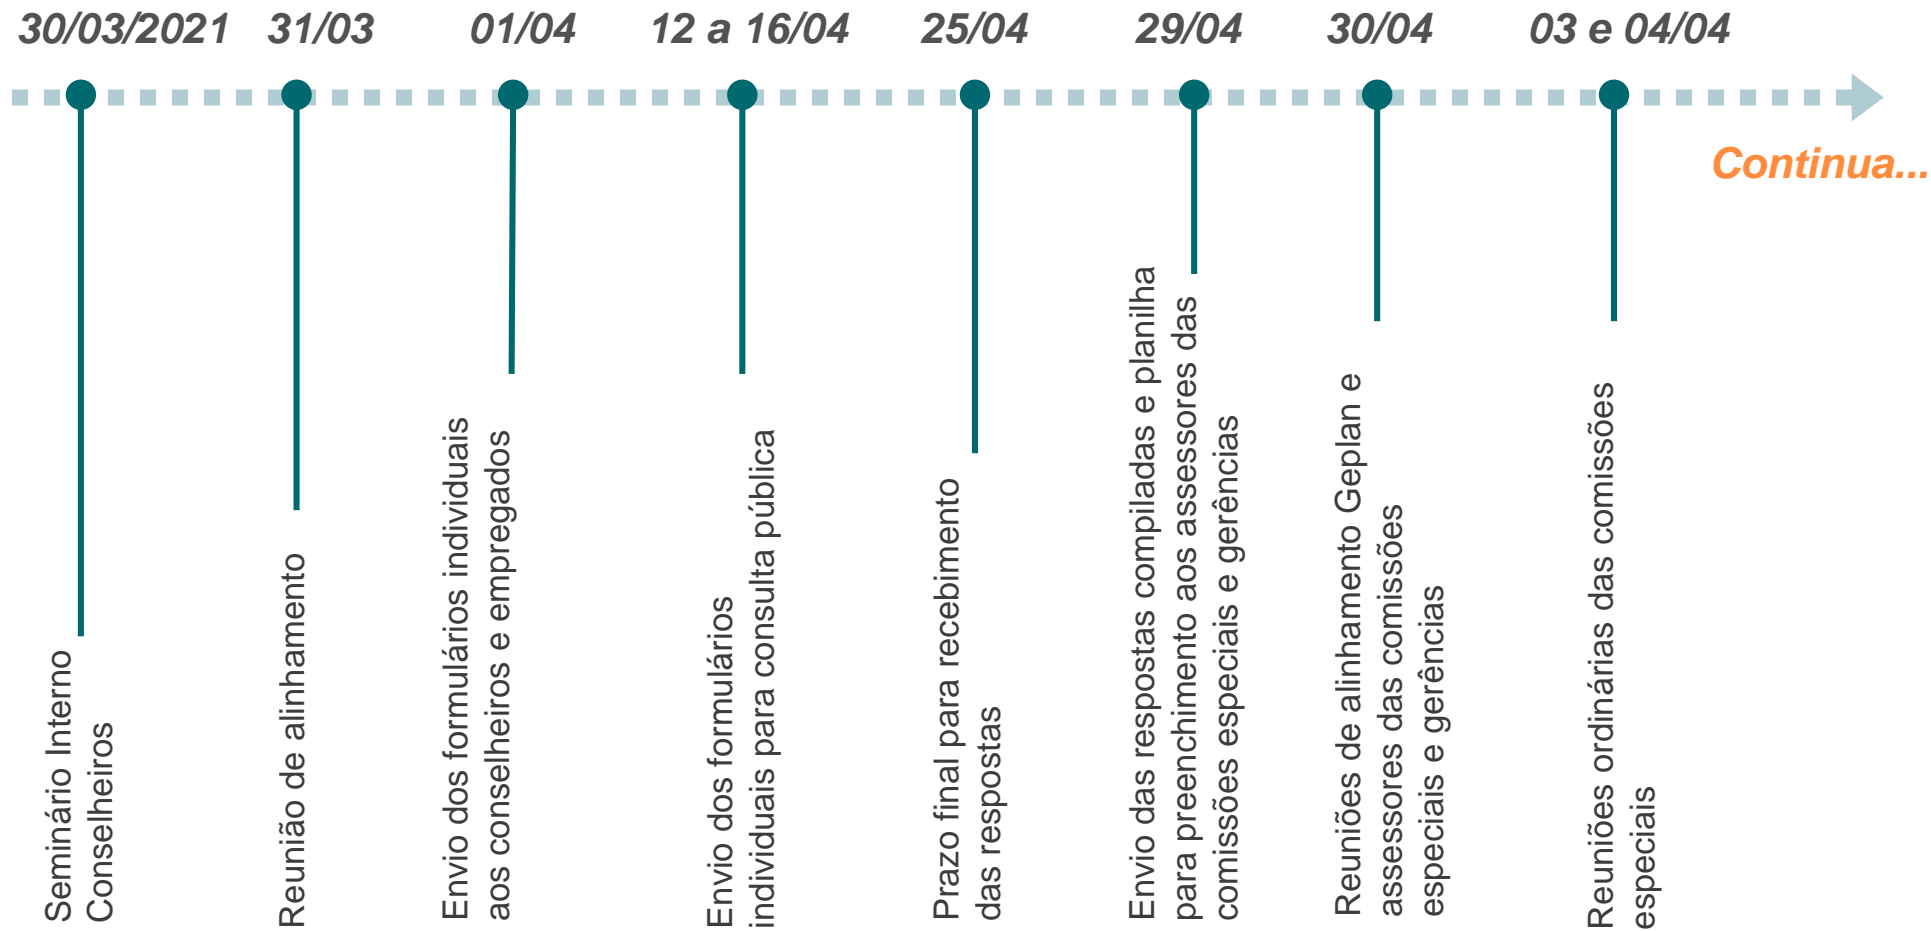 30/03/2021
31/03
01/04
12 a 16/04
25/04
29/04
30/04
03 e 04/04
Continua...
Seminário Interno
Conselheiros
Reunião de alinhamento
Envio dos formulários individuais
aos conselheiros e empregados
Envio dos formulários
individuais para consulta pública
Prazo final para recebimento
das respostas
Envio das respostas compiladas e planilha
para preenchimento aos assessores das
comissões especiais e gerências
Reuniões de alinhamento Geplan e
assessores das comissões
especiais e gerências
Reuniões ordinárias das comissões
especiais